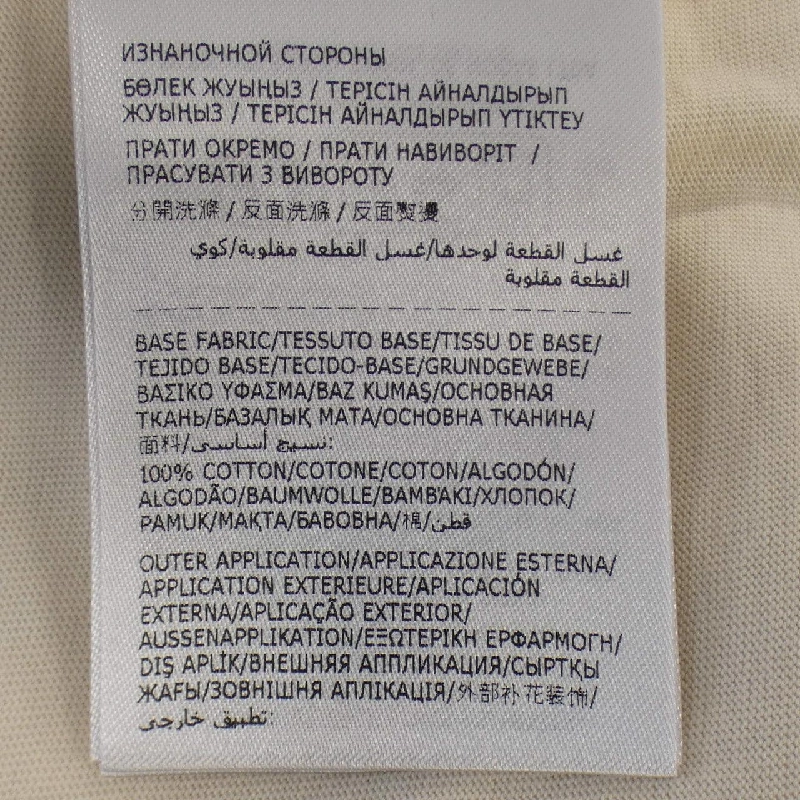 ИЗНАНОЧНОЙ СТОРОНЫ
БӨЛЕК ЖУЫҢЫЗ / ТЕРІСІН АЙНАЛДЫРЫП
ЖУЫҢЫЗ / ТЕРІСІН АЙНАЛДЫРЫП ҮТІКТЕУ
ПРАТИ ОКРЕМО / ПРАТИ НАВИВОРІТ /
ПРАСУВАТИ З ВИВОРОТУ
分開洗滌 / 反面洗滌 / 反面熨燙
غسل القطعة لوحدها/غسل القطعة مقلوبة/كوي
القطعة مقلوبة
BASE FABRIC/TESSUTO BASE/TISSU DE BASE/
TEJIDO BASE/TECIDO-BASE/GRUNDGEWEBE/
ΒΑΣΙΚΟ ΥΦΑΣΜΑ/BAZ KUMAŞ/ОСНОВНАЯ
ТКАНЬ/БАЗАЛЫҚ МАТА/ОСНОВНА ТКАНИНА/
面料/نسيج أساسي:
100% COTTON/COTONE/COTON/ALGODÓN/
ALGODÃO/BAUMWOLLE/ΒΑΜΒΑΚΙ/ХЛОПОК/
PAMUK/МАҚТА/БАВОВНА/棉/قطن
OUTER APPLICATION/APPLICAZIONE ESTERNA/
APPLICATION EXTERIEURE/APLICACIÓN
EXTERNA/APLICAÇÃO EXTERIOR/
AUSSENAPPLIKATION/ΕΞΩΤΕΡΙΚΗ ΕΡΦΑΡΜΟΓΗ/
DIŞ APLİK/ВНЕШНЯЯ АППЛИКАЦИЯ/СЫРТҚЫ
ЖАҒЫ/ЗОВНІШНЯ АПЛІКАЦІЯ/外部补花装饰/
تطبيق خارجي: